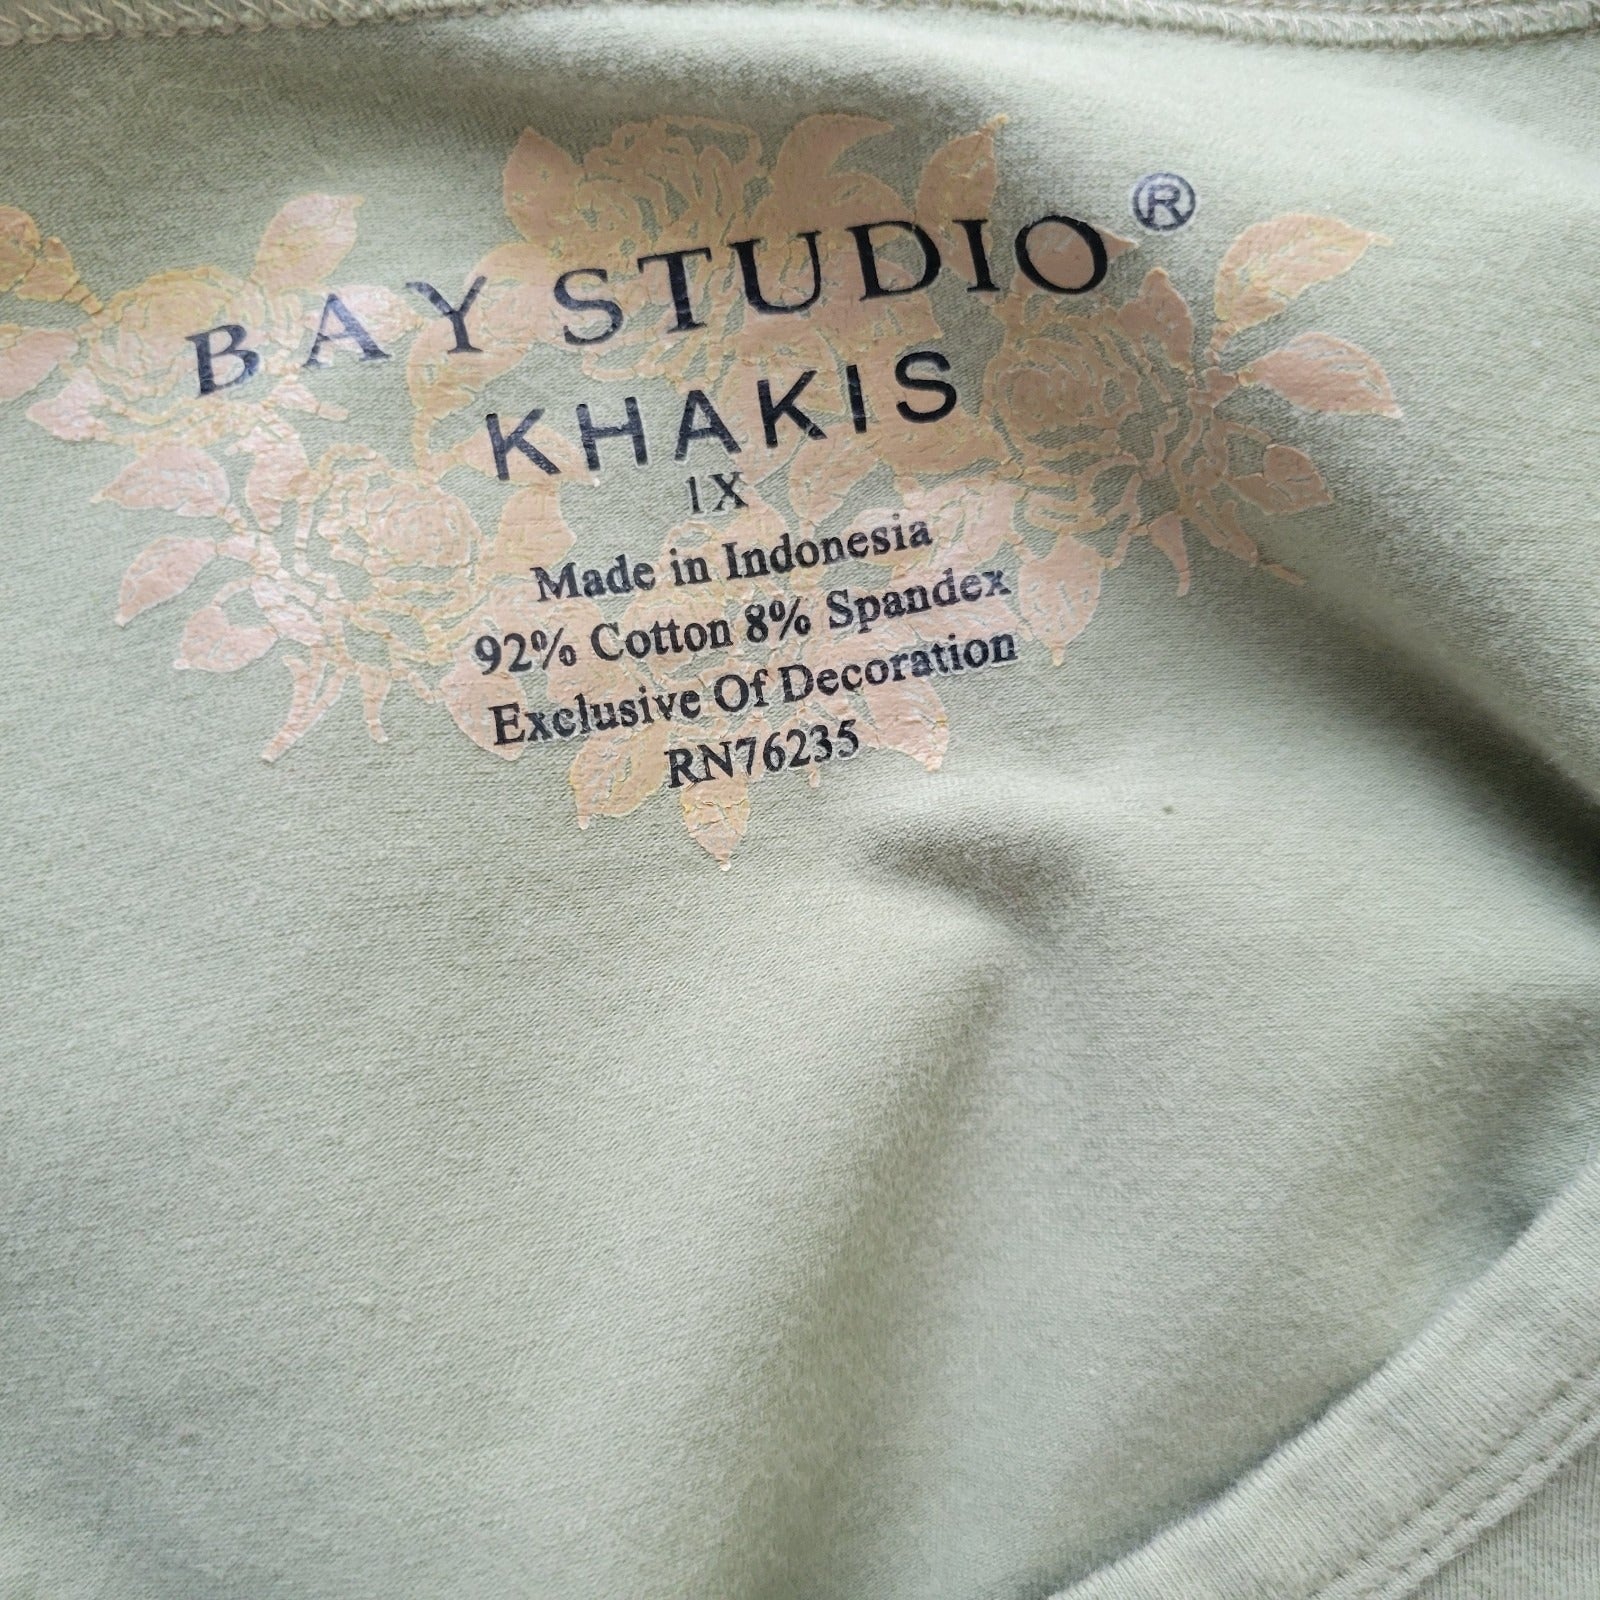 BAY STUDIO®
KHAKIS
1X
Made in Indonesia
92% Cotton 8% Spandex
Exclusive Of Decoration
RN76235